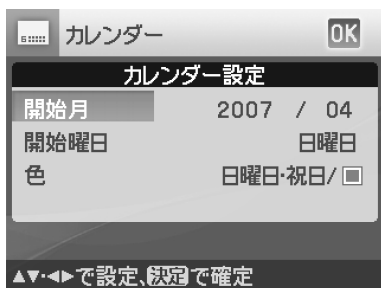 カレンダー OK
カレンダー設定
開始月 2007 / 04
開始曜日 日曜日
色 日曜日・祝日/
▲▼・◀▶で設定、決定で確定